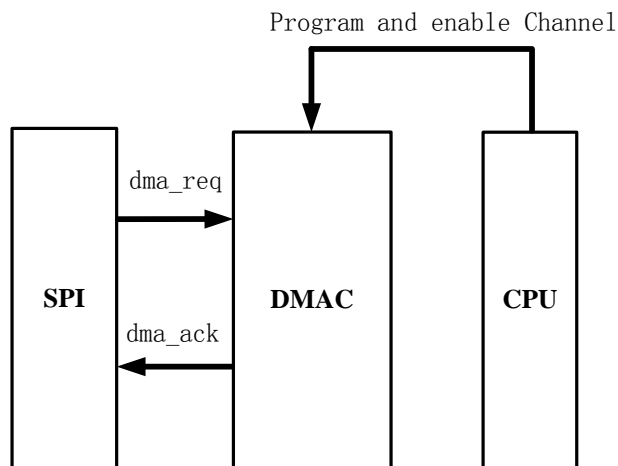 Program and enable Channel
dma_req
SPI
DMAC
CPU
dma_ack